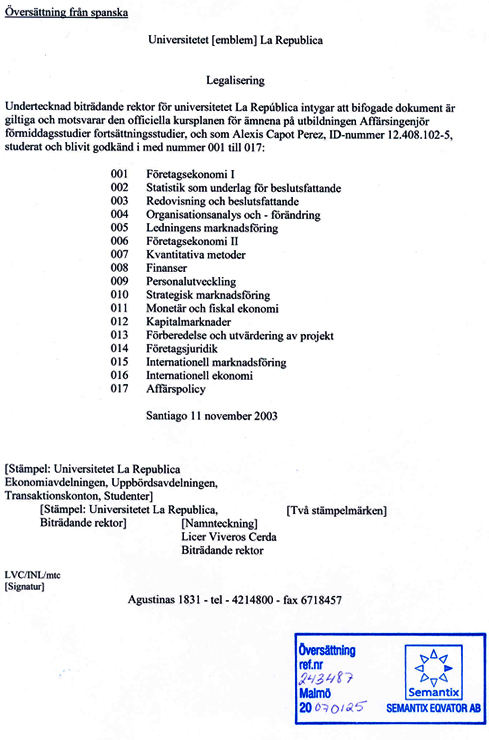 Översättning från spanska
Universitetet [emblem] La Republica
Legalisering
Undertecknad biträdande rektor för universitetet La República intygar att bifogade dokument är
giltiga och motsvarar den officiella kursplanen för ämnena på utbildningen Affärsingenjör
förmiddagsstudier fortsättningsstudier, och som Alexis Capot Perez, ID-nummer 12.408.102-5,
studerat och blivit godkänd i med nummer 001 till 017:
001 Företagsekonomi I
002 Statistik som underlag för beslutsfattande
003 Redovisning och beslutsfattande
004 Organisationsanalys och - förändring
005 Ledningens marknadsföring
006 Företagsekonomi II
007 Kvantitativa metoder
008 Finanser
009 Personalutveckling
010 Strategisk marknadsföring
011 Monetär och fiskal ekonomi
012 Kapitalmarknader
013 Förberedelse och utvärdering av projekt
014 Företagsjuridik
015 Internationell marknadsföring
016 Internationell ekonomi
017 Affärspolicy
Santiago 11 november 2003
[Stämpel: Universitetet La Republica
Ekonomiavdelningen, Uppbördsavdelningen,
Transaktionskonton, Studenter]
[Stämpel: Universitetet La Republica, [Två stämpelmärken]
Biträdande rektor] [Namnteckning]
Licer Viveros Cerda
Biträdande rektor
LVC/INL/mtc
[Signatur]
Agustinas 1831 - tel - 4214800 - fax 6718457
Översättning
ref.nr
243487
Malmö
20 070125
Semantix
SEMANTIX EQVATOR AB